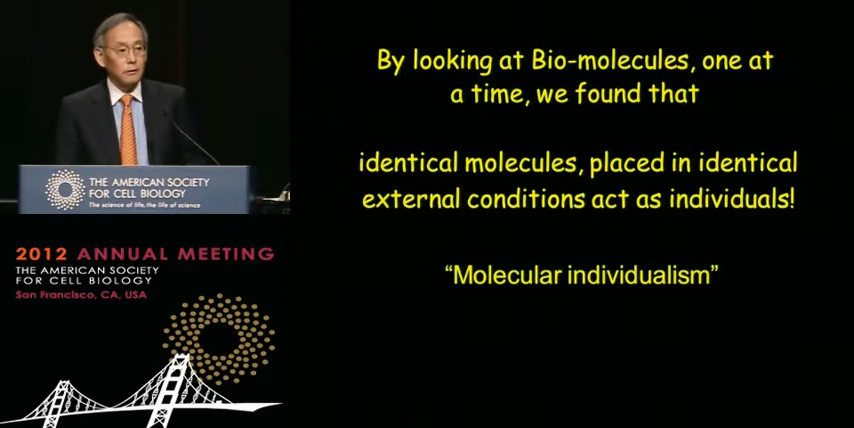 By looking at Bio-molecules, one at
a time, we found that
identical molecules, placed in identical
external conditions act as individuals!
“Molecular individualism”
THE AMERICAN SOCIETY
FOR CELL BIOLOGY
The science of life, the life of science
2012 ANNUAL MEETING
THE AMERICAN SOCIETY
FOR CELL BIOLOGY
San Francisco, CA, USA